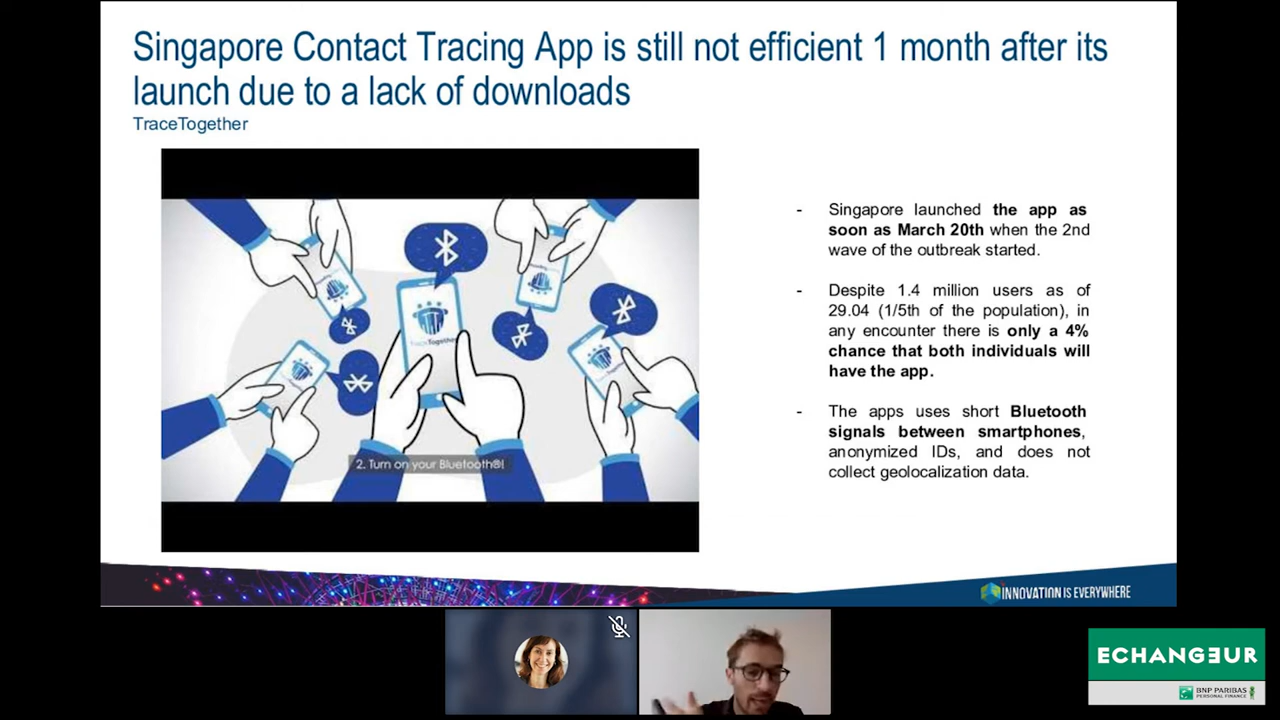 Singapore Contact Tracing App is still not efficient 1 month after its
launch due to a lack of downloads
TraceTogether
2. Turn on your Bluetooth®!
- Singapore launched the app as
soon as March 20th when the 2nd
wave of the outbreak started.
- Despite 1.4 million users as of
29.04 (1/5th of the population), in
any encounter there is only a 4%
chance that both individuals will
have the app.
- The apps uses short Bluetooth
signals between smartphones,
anonymized IDs, and does not
collect geolocalization data.
INNOVATION IS EVERYWHERE
ECHANGEUR
BNP PARIBAS
PERSONAL FINANCE